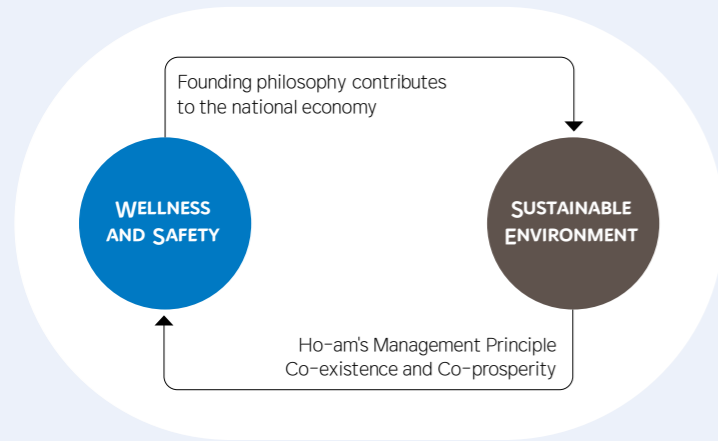 Founding philosophy contributes
to the national economy
WELLNESS
AND SAFETY
SUSTAINABLE
ENVIRONMENT
Ho-am's Management Principle
Co-existence and Co-prosperity